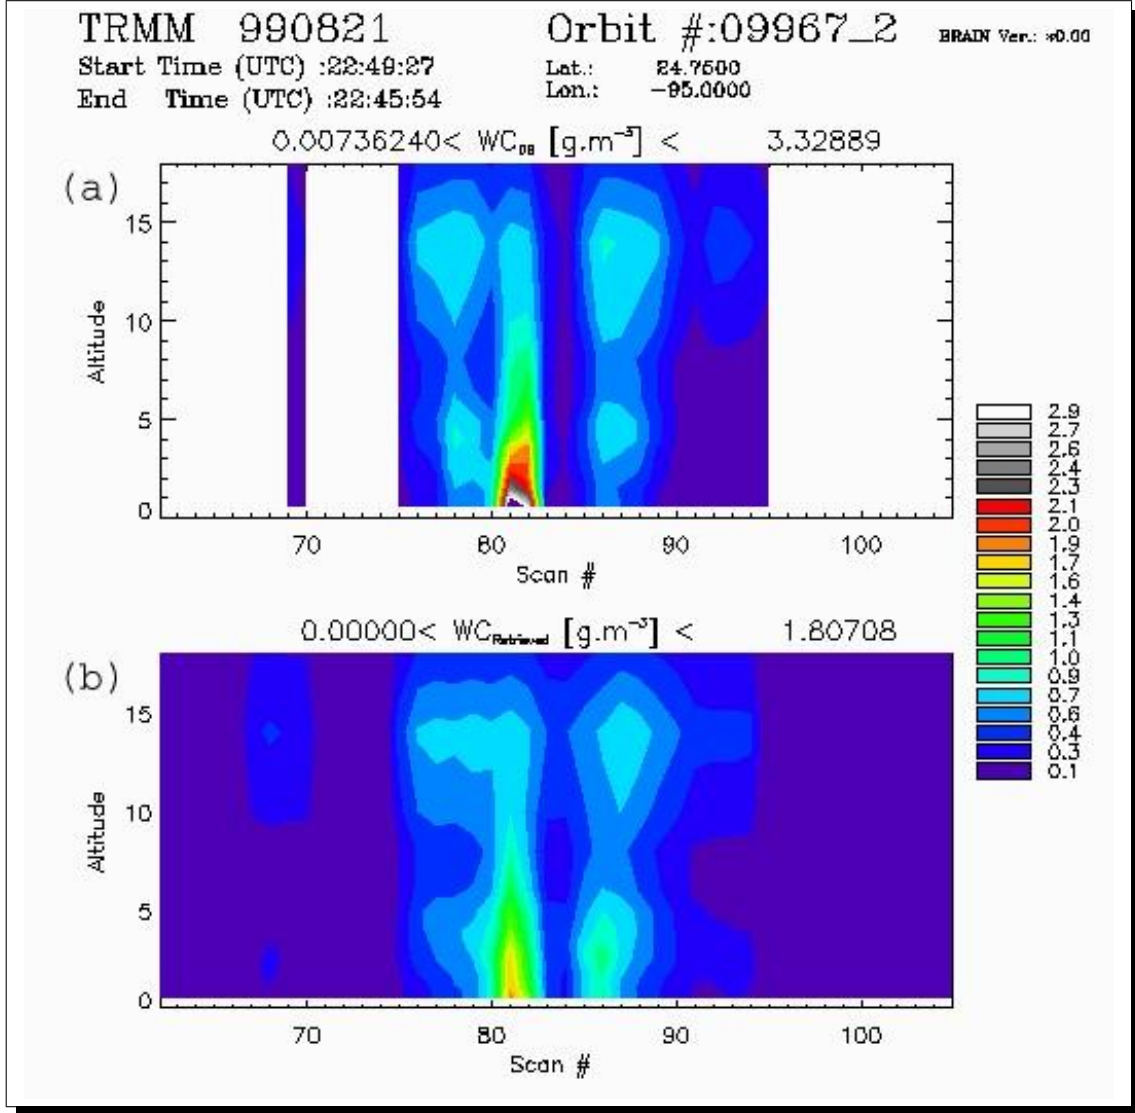 TRMM 990821 Orbit #:09967_2 BRAIN Ver.: *0.00
Start Time (UTC) :22:49:27 Lat.: 24.7500
End Time (UTC) :22:45:54 Lon.: -95.0000
0.00736240< WC_DB [g.m⁻³] < 3.32889
(a)
15
10
5
0
Altitude
70 80 90 100
Scan #
2.9
2.7
2.6
2.4
2.3
2.1
2.0
1.9
1.7
1.6
1.4
1.3
1.1
1.0
0.9
0.7
0.6
0.4
0.3
0.1
0.00000< WC_Retrieved [g.m⁻³] < 1.80708
(b)
15
10
5
0
Altitude
70 80 90 100
Scan #